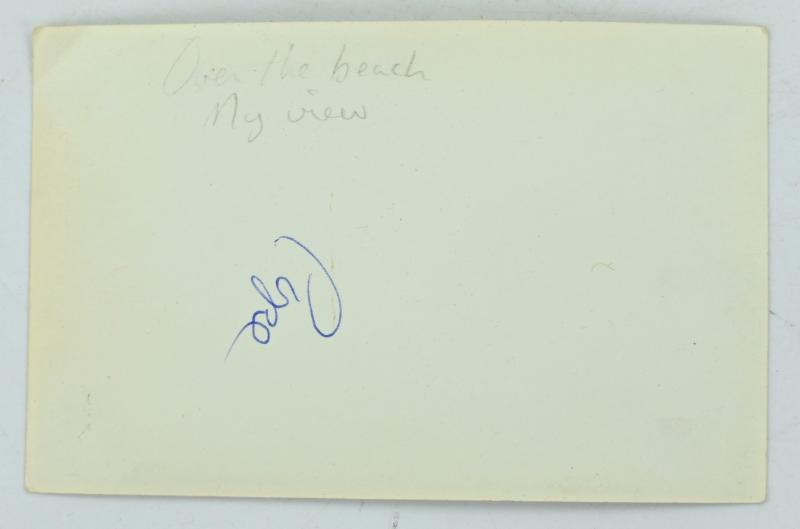 Over the beach
My view